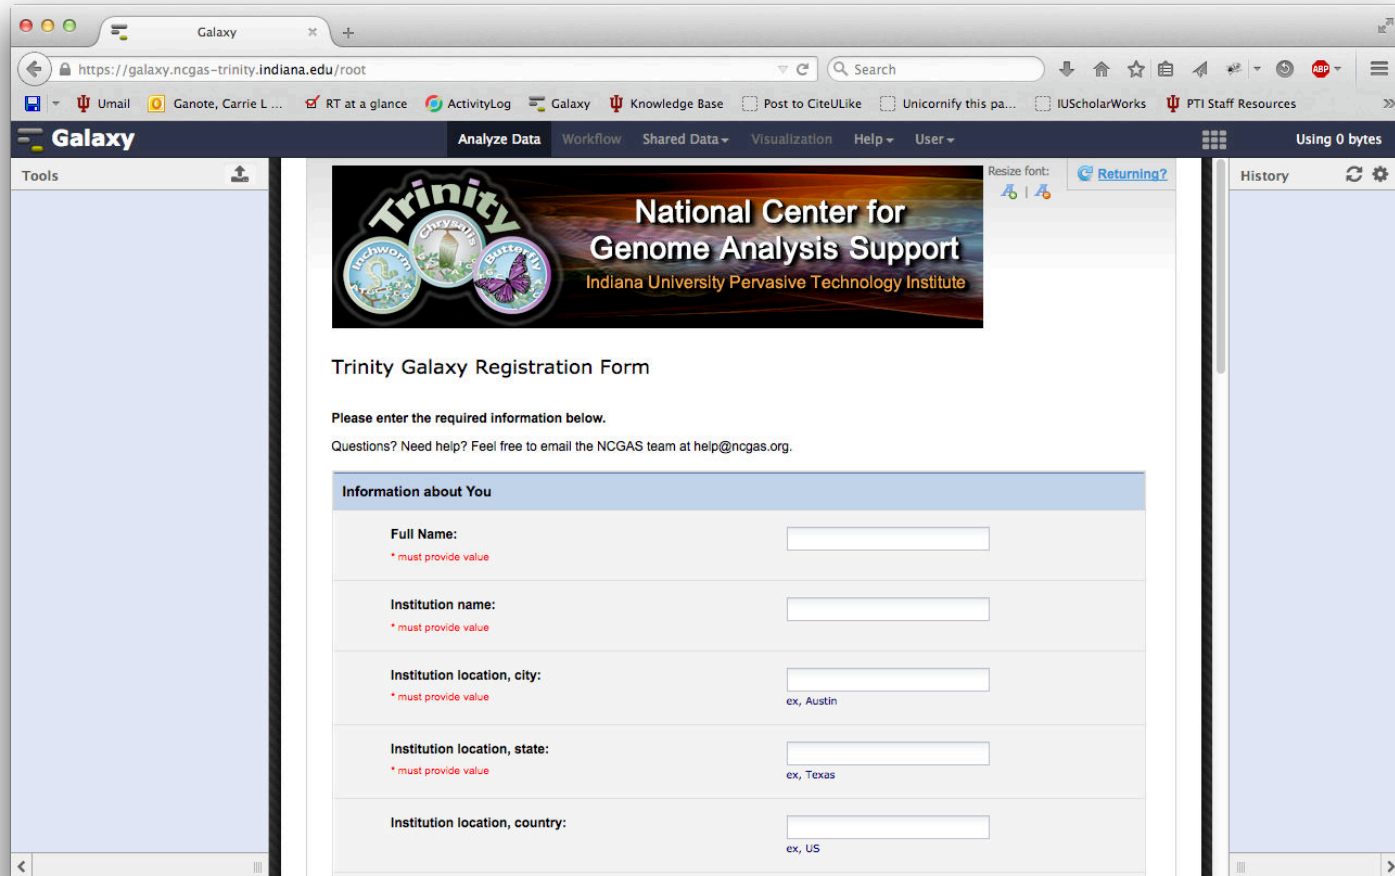 Galaxy
https://galaxy.ncgas-trinity.indiana.edu/root
Search
ABP
Umail
Ganote, Carrie L ...
RT at a glance
ActivityLog
Galaxy
Knowledge Base
Post to CiteULike
Unicornify this pa...
IUScholarWorks
PTI Staff Resources
Galaxy
Analyze Data
Workflow
Shared Data
Visualization
Help
User
Using 0 bytes
Tools
Trinity
Inchworm
Chrysalis
Butterfly
National Center for
Genome Analysis Support
Indiana University Pervasive Technology Institute
Resize font:
Returning?
History
Trinity Galaxy Registration Form
Please enter the required information below.
Questions? Need help? Feel free to email the NCGAS team at help@ncgas.org.
Information about You
Full Name:
* must provide value
Institution name:
* must provide value
Institution location, city:
* must provide value
ex, Austin
Institution location, state:
* must provide value
ex, Texas
Institution location, country:
ex, US